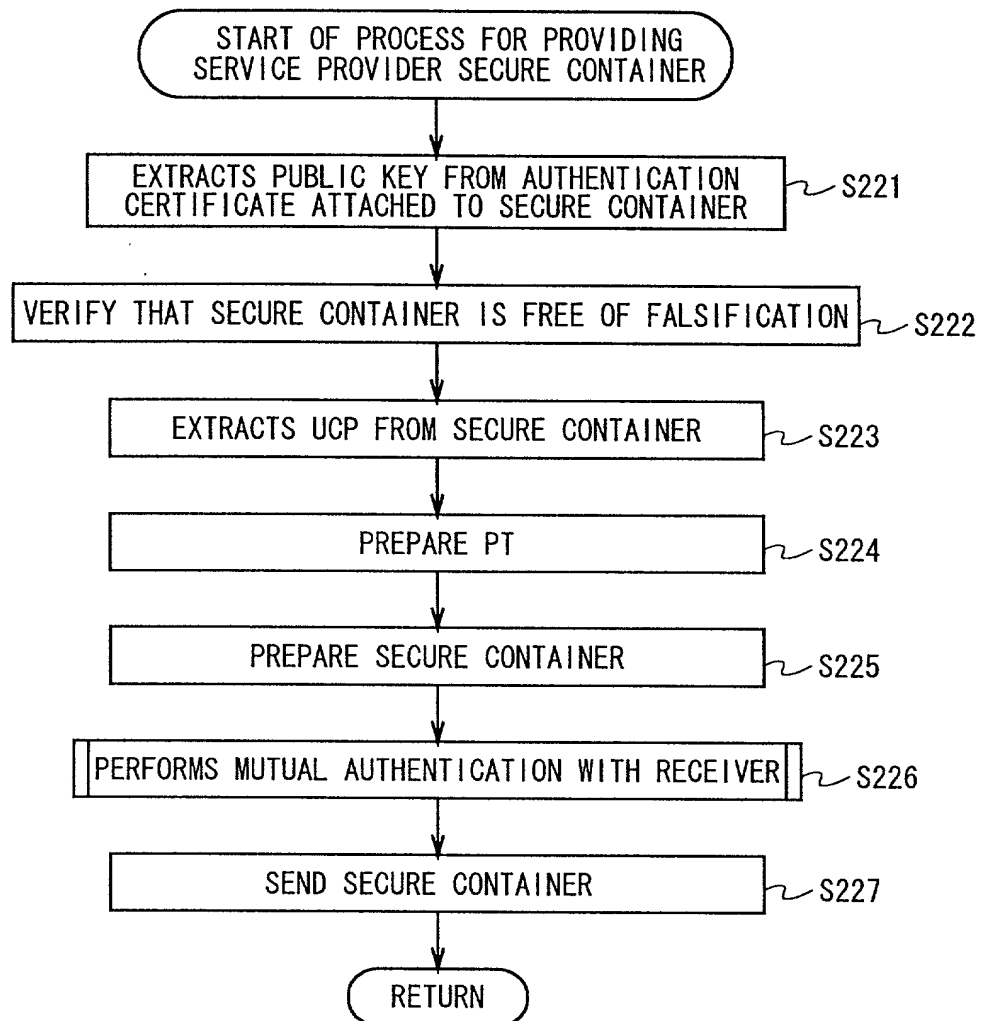 START OF PROCESS FOR PROVIDING
SERVICE PROVIDER SECURE CONTAINER
EXTRACTS PUBLIC KEY FROM AUTHENTICATION
CERTIFICATE ATTACHED TO SECURE CONTAINER
S221
VERIFY THAT SECURE CONTAINER IS FREE OF FALSIFICATION
S222
EXTRACTS UCP FROM SECURE CONTAINER
S223
PREPARE PT
S224
PREPARE SECURE CONTAINER
S225
PERFORMS MUTUAL AUTHENTICATION WITH RECEIVER
S226
SEND SECURE CONTAINER
S227
RETURN